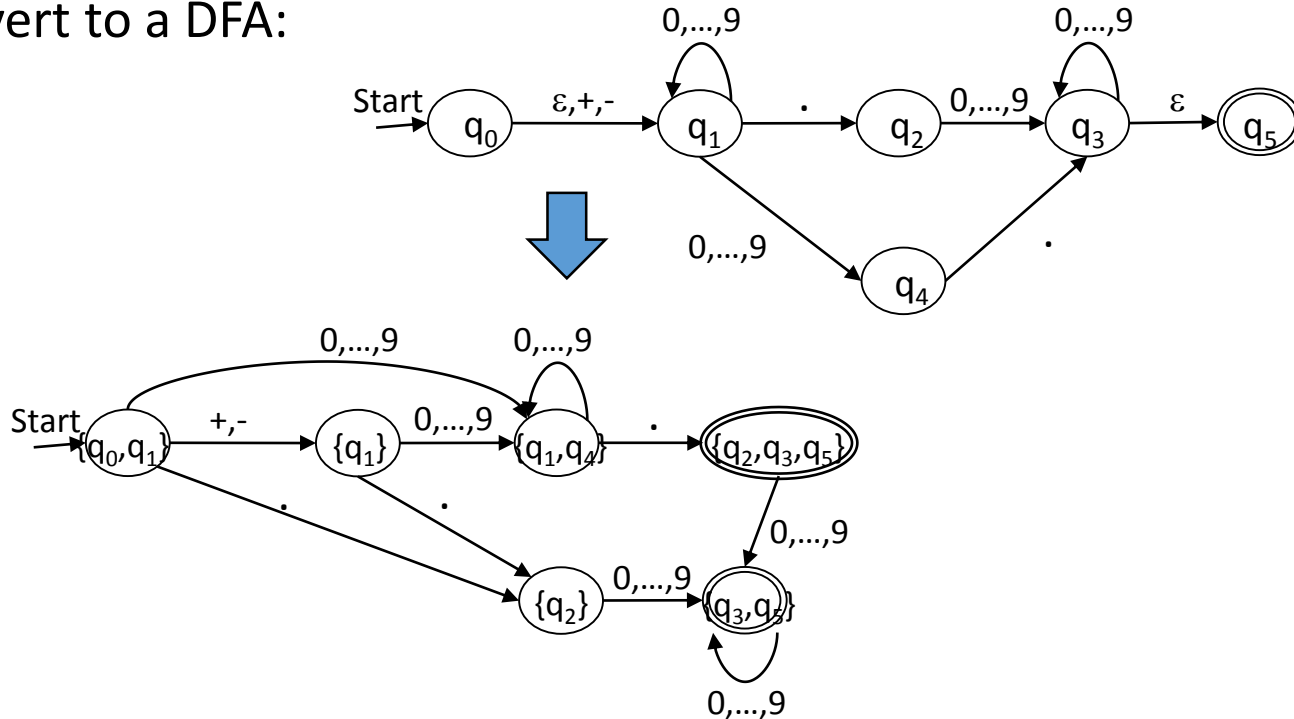 vert to a DFA:
0,...,9
0,...,9
Start
ε,+,-
.
0,...,9
ε
q0
q1
q2
q3
q5
0,...,9
.
q4
0,...,9
0,...,9
Start
+,-
0,...,9
.
{q0,q1}
{q1}
{q1,q4}
{q2,q3,q5}
.
.
0,...,9
0,...,9
{q2}
{q3,q5}
0,...,9